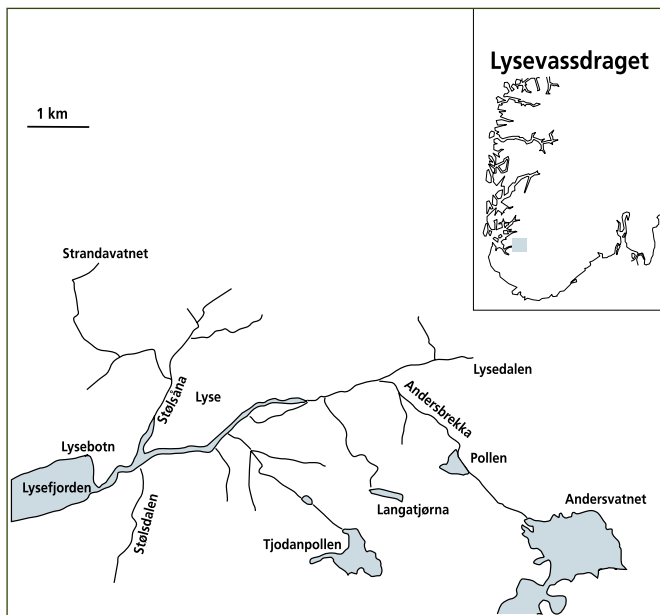 Lysevassdraget
1 km
Strandavatnet
Lysedalen
Stølsåna
Lyse
Andersbrekka
Lysebotn
Pollen
Lysefjorden
Andersvatnet
Langatjørna
Stølsdalen
Tjodanpollen